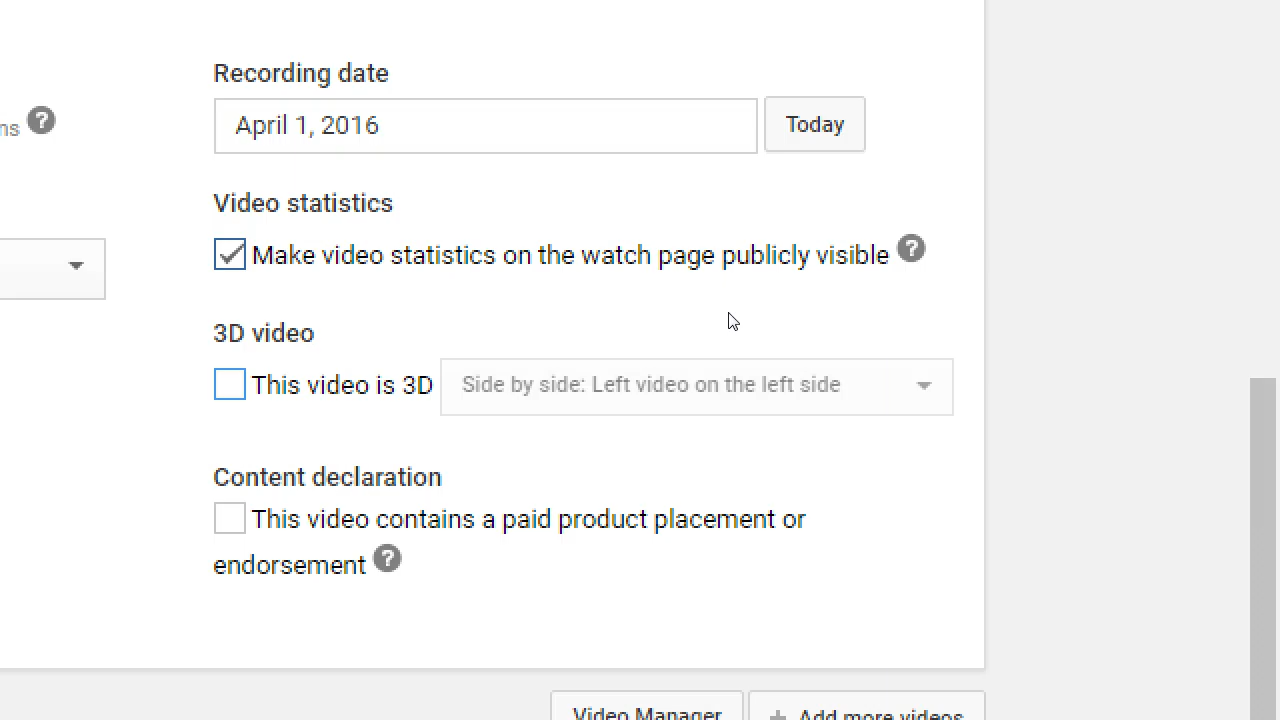 Recording date
ns
April 1, 2016
Today
Video statistics
Make video statistics on the watch page publicly visible
3D video
This video is 3D
Side by side: Left video on the left side
Content declaration
This video contains a paid product placement or
endorsement
Video Manager
Add more videos